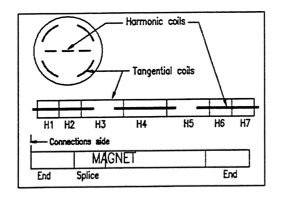 Harmonic coils
Tangential coils
H1 H2 H3 H4 H5 H6 H7
Connections side
MAGNET
End Splice End